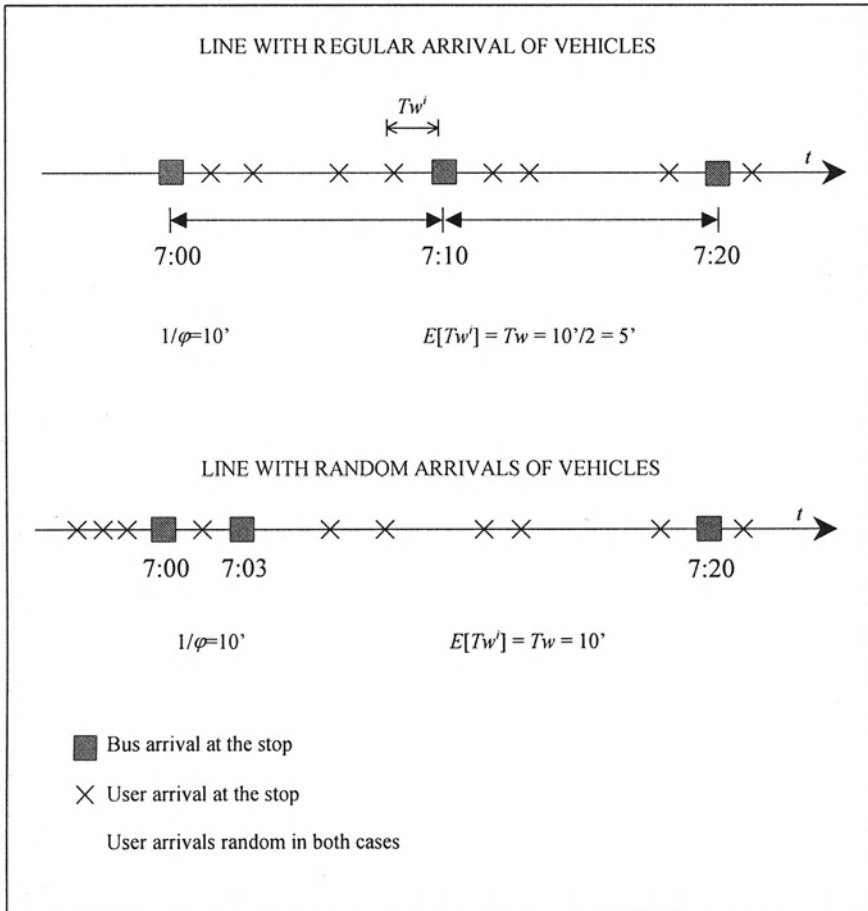 LINE WITH REGULAR ARRIVAL OF VEHICLES
Twⁱ
t
7:00 7:10 7:20
1/φ=10’ E[Twⁱ] = Tw = 10’/2 = 5’
LINE WITH RANDOM ARRIVALS OF VEHICLES
t
7:00 7:03 7:20
1/φ=10’ E[Twⁱ] = Tw = 10’
Bus arrival at the stop
User arrival at the stop
User arrivals random in both cases